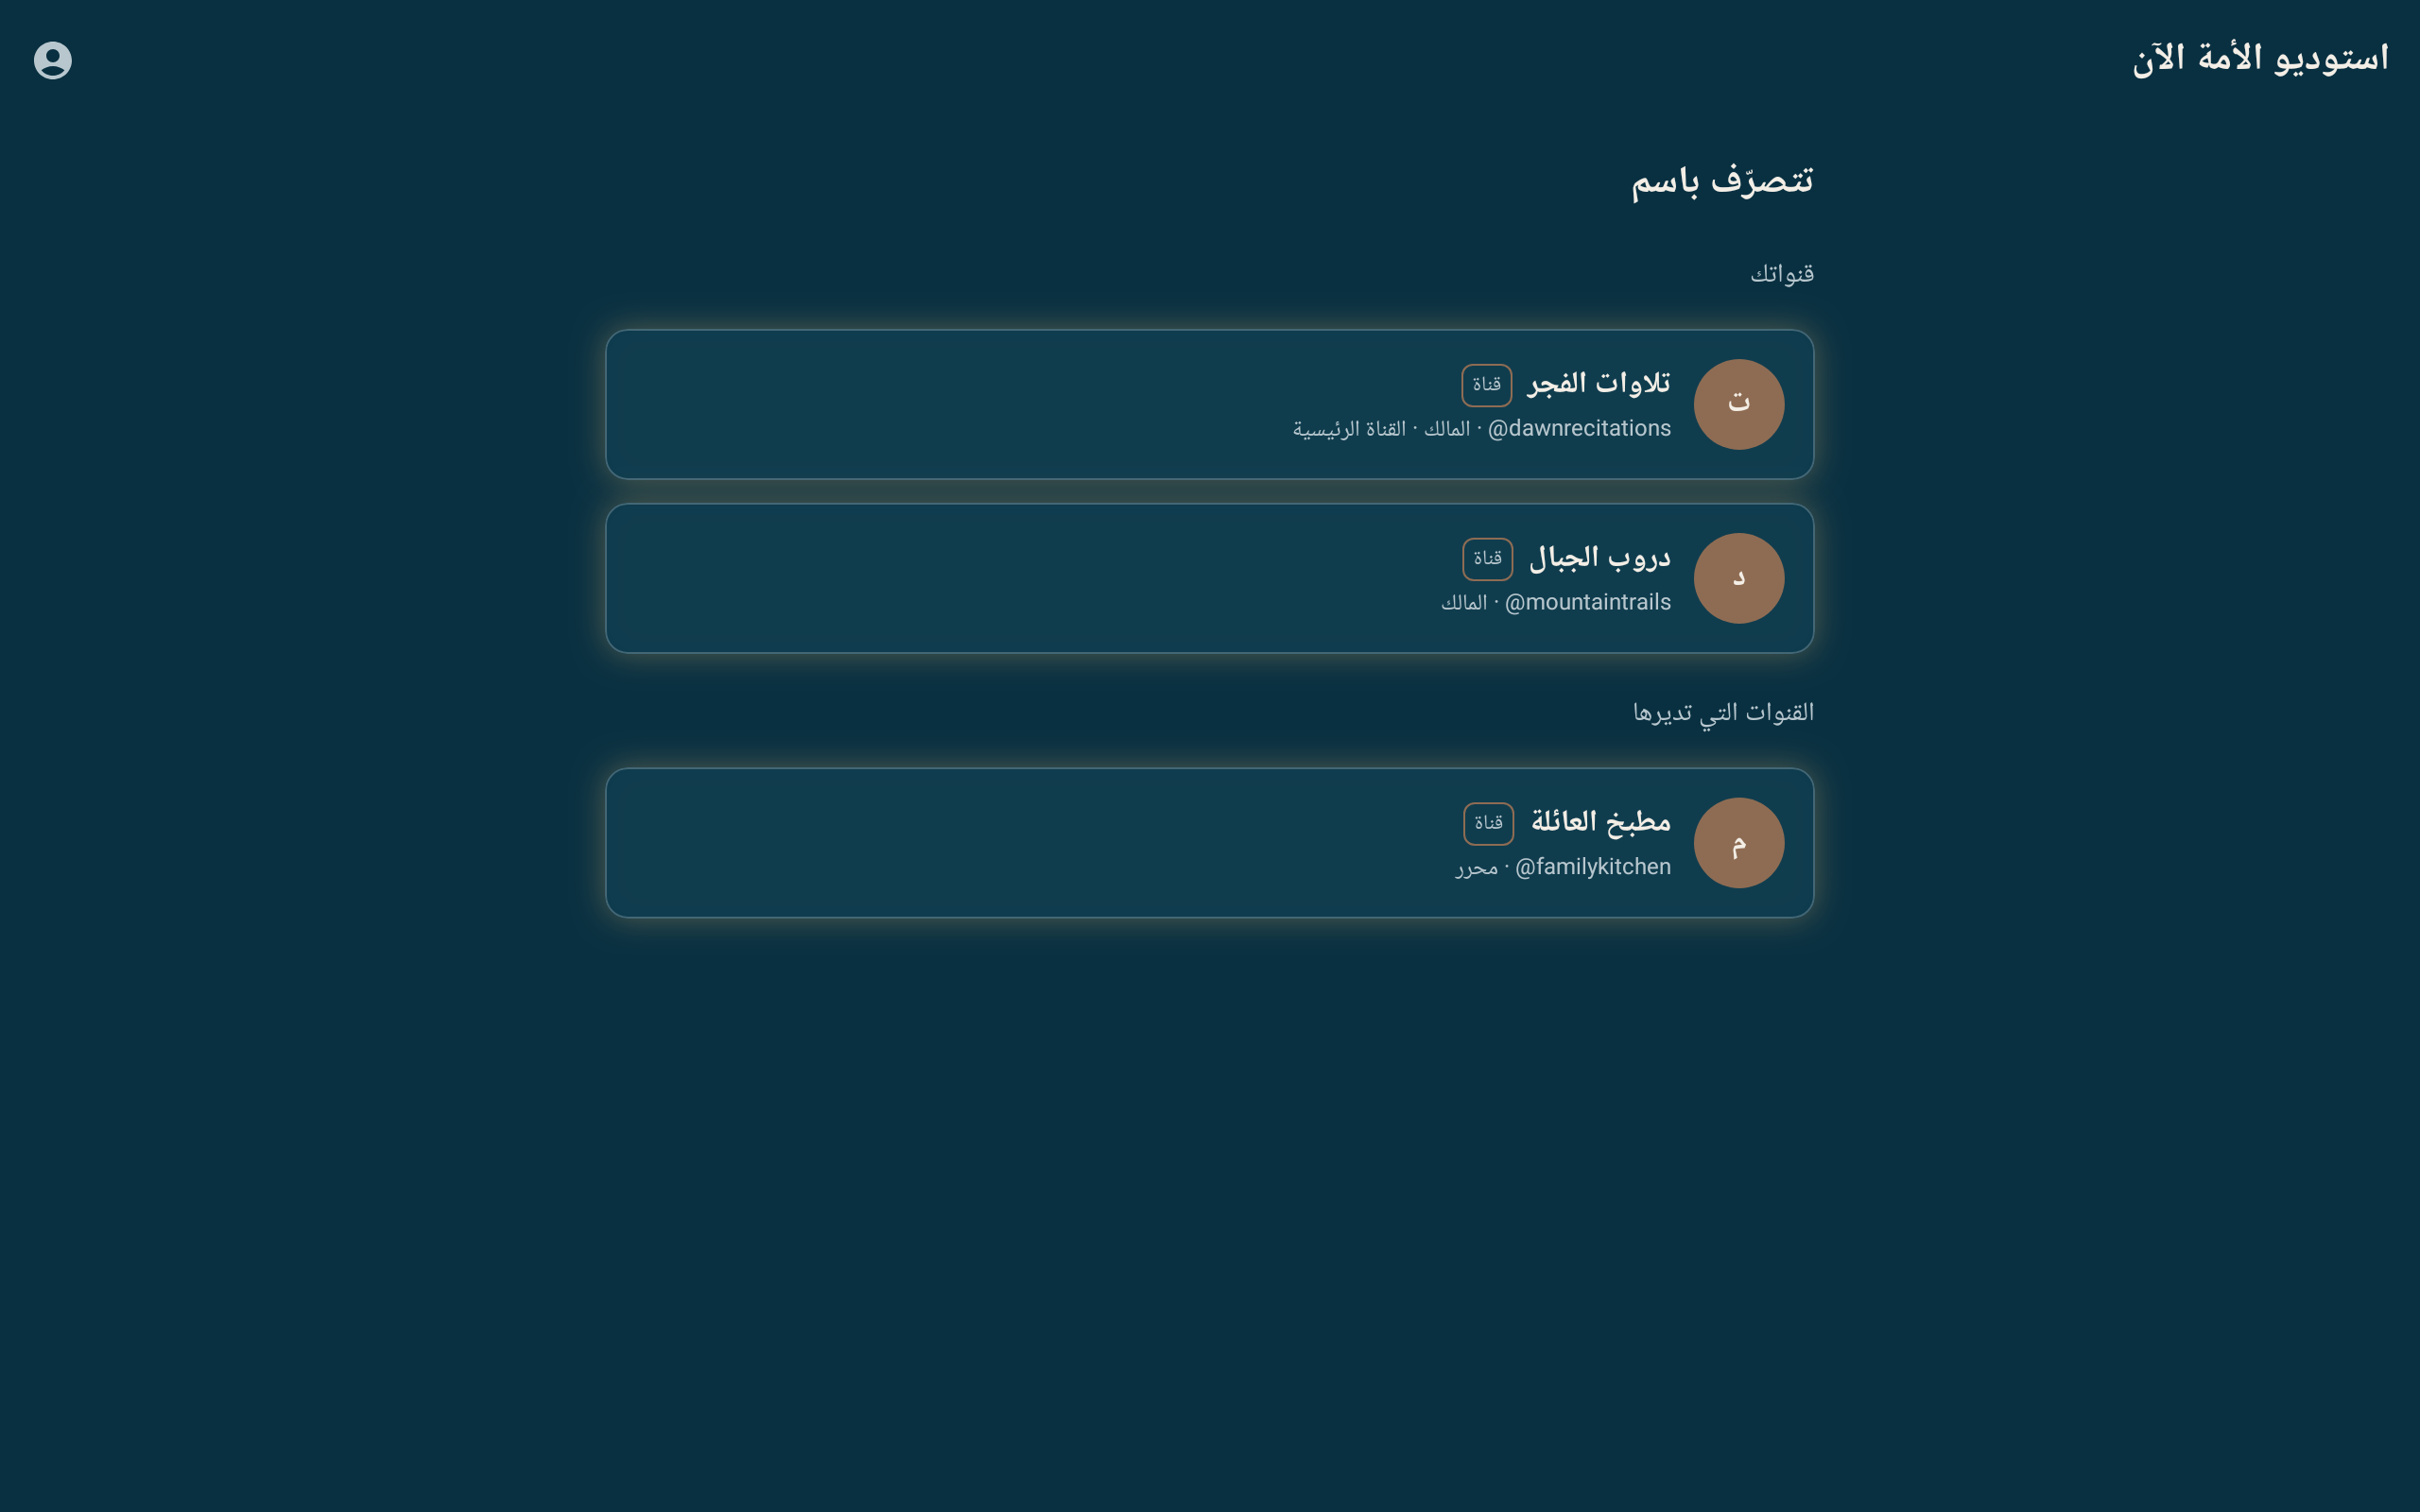 استوديو الأمة الآن
تتصرّف باسم
قنواتك
ت
تلاوات الفجر قناة
@dawnrecitations · المالك · القناة الرئيسية
د
دروب الجبال قناة
@mountaintrails · المالك
القنوات التي تديرها
م
مطبخ العائلة قناة
@familykitchen · محرر